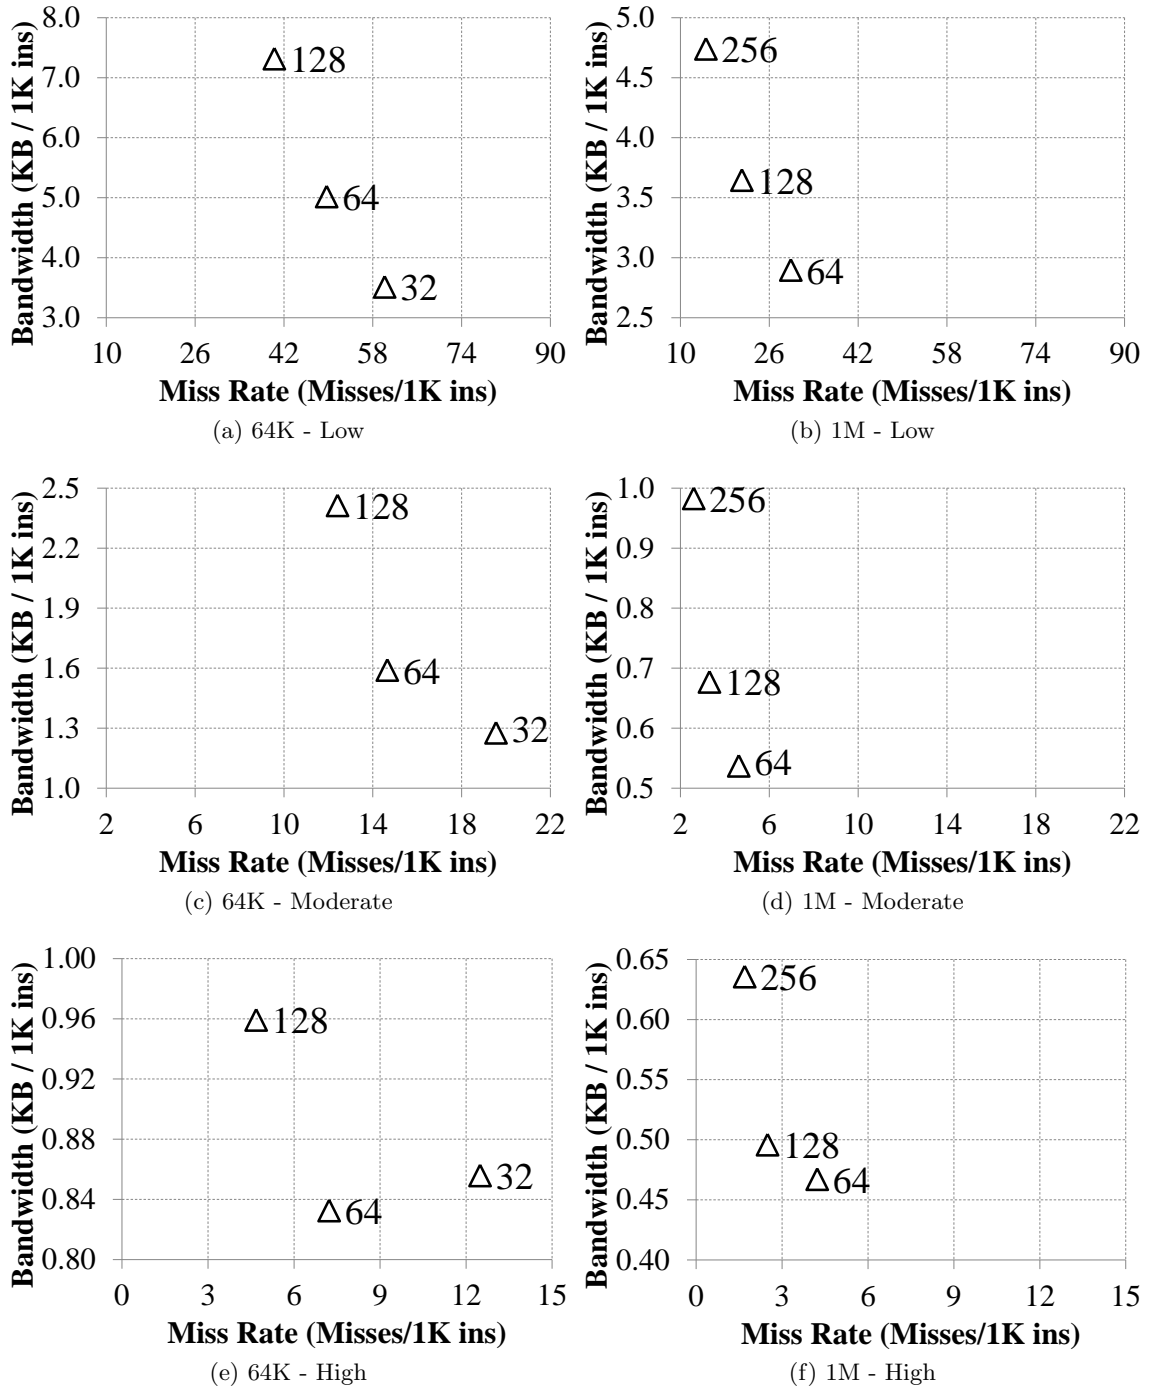 Bandwidth (KB / 1K ins)
8.0
7.0
6.0
5.0
4.0
3.0
128
64
32
10 26 42 58 74 90
Miss Rate (Misses/1K ins)
(a) 64K - Low
Bandwidth (KB / 1K ins)
5.0
4.5
4.0
3.5
3.0
2.5
256
128
64
10 26 42 58 74 90
Miss Rate (Misses/1K ins)
(b) 1M - Low
Bandwidth (KB / 1K ins)
2.5
2.2
1.9
1.6
1.3
1.0
128
64
32
2 6 10 14 18 22
Miss Rate (Misses/1K ins)
(c) 64K - Moderate
Bandwidth (KB / 1K ins)
1.0
0.9
0.8
0.7
0.6
0.5
256
128
64
2 6 10 14 18 22
Miss Rate (Misses/1K ins)
(d) 1M - Moderate
Bandwidth (KB / 1K ins)
1.00
0.96
0.92
0.88
0.84
0.80
128
32
64
0 3 6 9 12 15
Miss Rate (Misses/1K ins)
(e) 64K - High
Bandwidth (KB / 1K ins)
0.65
0.60
0.55
0.50
0.45
0.40
256
128
64
0 3 6 9 12 15
Miss Rate (Misses/1K ins)
(f) 1M - High